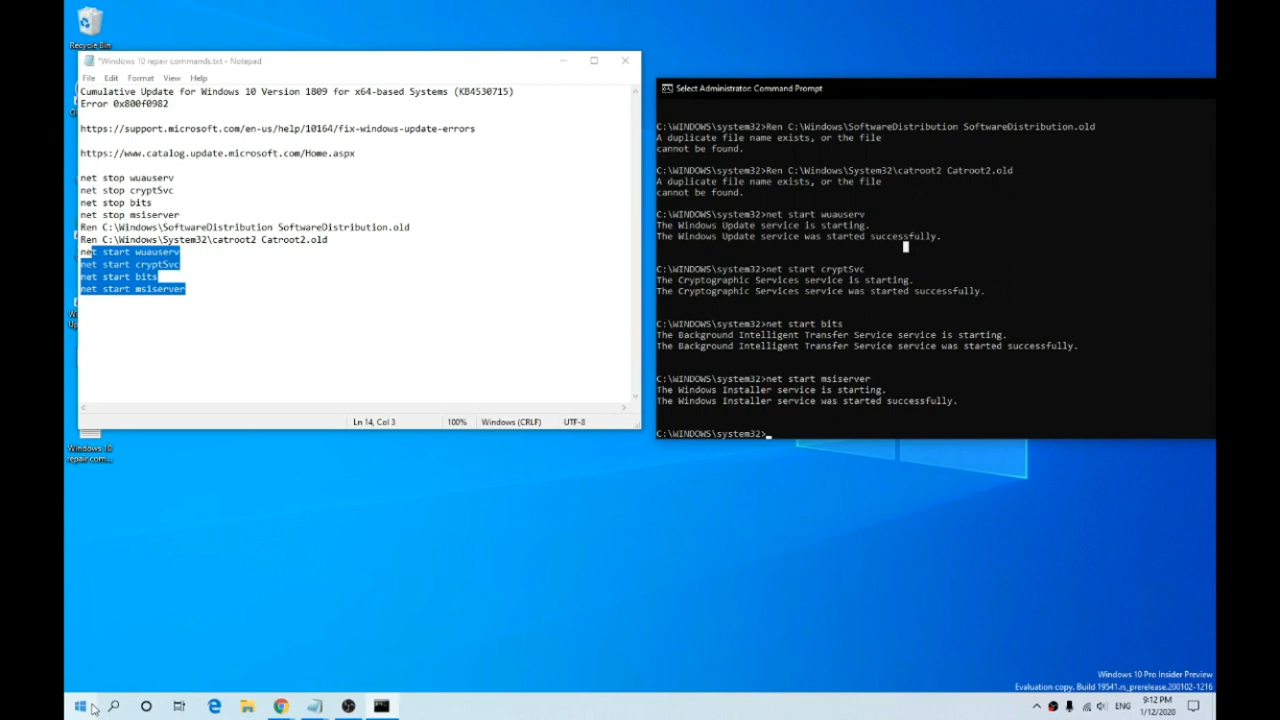 Recycle Bin
*Windows 10 repair commands.txt - Notepad
File Edit Format View Help
Cumulative Update for Windows 10 Version 1809 for x64-based Systems (KB4530715)
Error 0x800f0982
https://support.microsoft.com/en-us/help/10164/fix-windows-update-errors
https://www.catalog.update.microsoft.com/Home.aspx
net stop wuauserv
net stop cryptSvc
net stop bits
net stop msiserver
Ren C:\Windows\SoftwareDistribution SoftwareDistribution.old
Ren C:\Windows\System32\catroot2 Catroot2.old
net start wuauserv
net start cryptSvc
net start bits
net start msiserver
Ln 14, Col 3 100% Windows (CRLF) UTF-8
Windows 10
repair com...
Select Administrator: Command Prompt
C:\WINDOWS\system32>Ren C:\Windows\SoftwareDistribution SoftwareDistribution.old
A duplicate file name exists, or the file
cannot be found.
C:\WINDOWS\system32>Ren C:\Windows\System32\catroot2 Catroot2.old
A duplicate file name exists, or the file
cannot be found.
C:\WINDOWS\system32>net start wuauserv
The Windows Update service is starting.
The Windows Update service was started successfully.
C:\WINDOWS\system32>net start cryptSvc
The Cryptographic Services service is starting.
The Cryptographic Services service was started successfully.
C:\WINDOWS\system32>net start bits
The Background Intelligent Transfer Service service is starting.
The Background Intelligent Transfer Service service was started successfully.
C:\WINDOWS\system32>net start msiserver
The Windows Installer service is starting.
The Windows Installer service was started successfully.
C:\WINDOWS\system32>
Windows 10 Pro Insider Preview
Evaluation copy. Build 19541.rs_prerelease.200102-1216
ENG
9:12 PM
1/12/2020